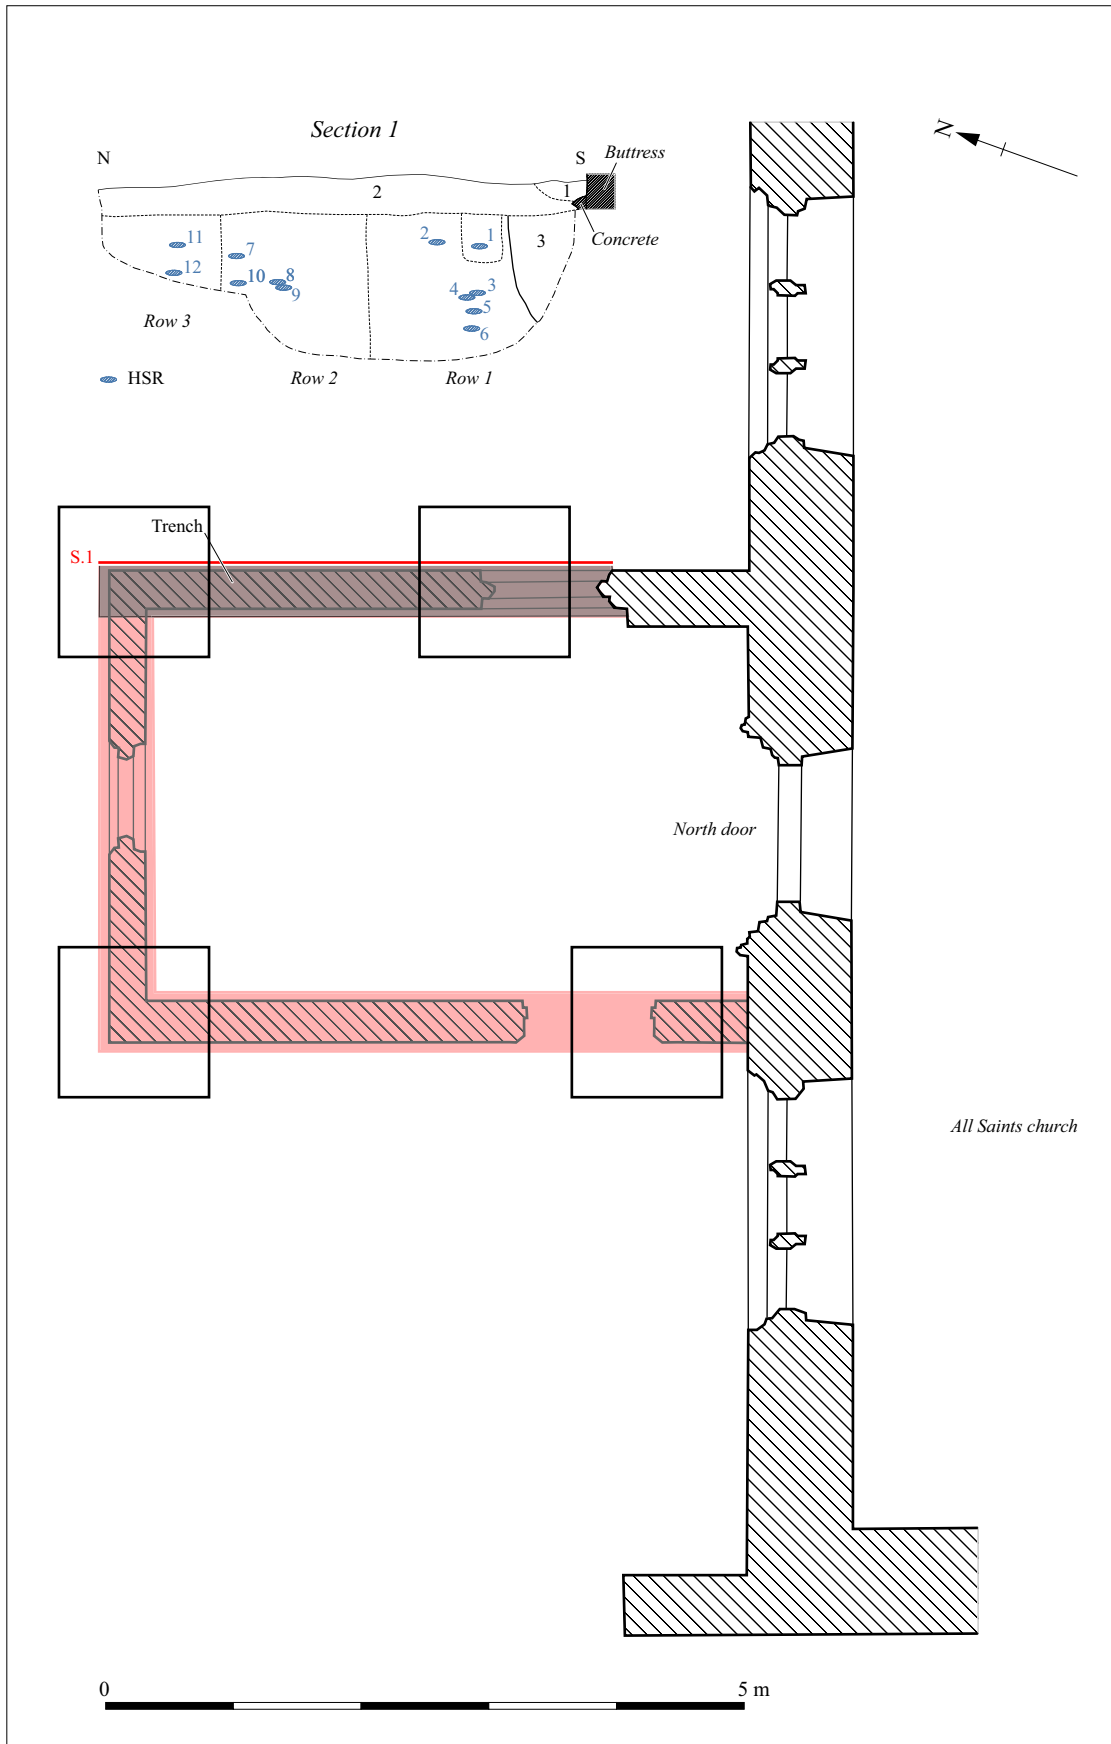 Section 1
N
S
Buttress
N
2
1
Concrete
3
11
7
2
1
12
10
8
9
4
3
5
6
Row 3
Row 2
Row 1
HSR
Trench
S.1
North door
All Saints church
0
5 m